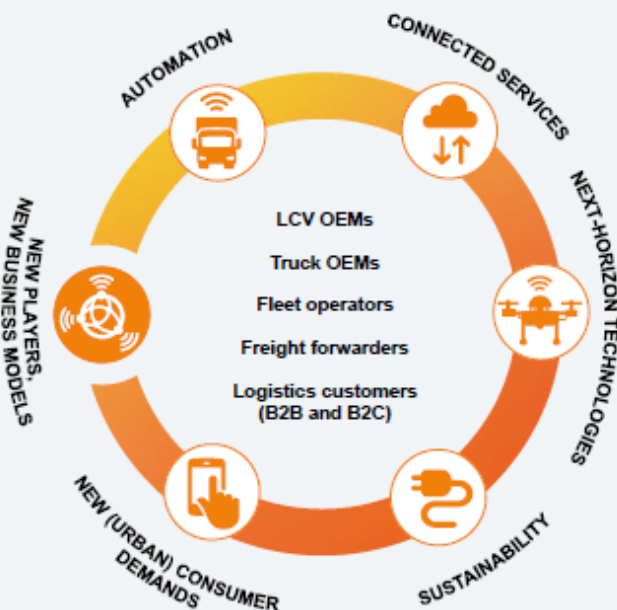 AUTOMATION
CONNECTED SERVICES
NEXT-HORIZON TECHNOLOGIES
SUSTAINABILITY
NEW (URBAN) CONSUMER
DEMANDS
NEW PLAYERS,
NEW BUSINESS MODELS
LCV OEMs
Truck OEMs
Fleet operators
Freight forwarders
Logistics customers
(B2B and B2C)